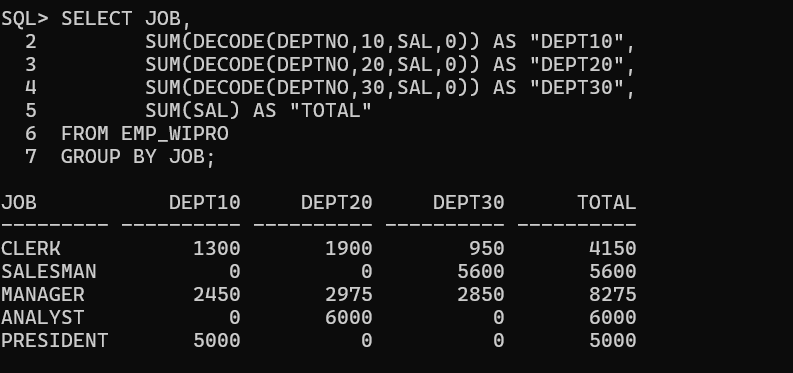 SQL> SELECT JOB,
  2         SUM(DECODE(DEPTNO,10,SAL,0)) AS "DEPT10",
  3         SUM(DECODE(DEPTNO,20,SAL,0)) AS "DEPT20",
  4         SUM(DECODE(DEPTNO,30,SAL,0)) AS "DEPT30",
  5         SUM(SAL) AS "TOTAL"
  6  FROM EMP_WIPRO
  7  GROUP BY JOB;

JOB           DEPT10     DEPT20     DEPT30      TOTAL
--------- ---------- ---------- ---------- ----------
CLERK           1300       1900        950       4150
SALESMAN           0          0       5600       5600
MANAGER         2450       2975       2850       8275
ANALYST            0       6000          0       6000
PRESIDENT       5000          0          0       5000